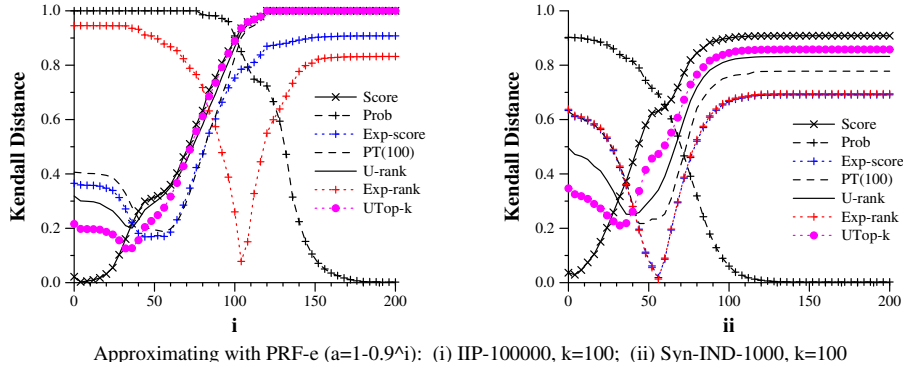 1.0
0.8
0.6
0.4
0.2
0.0
Kendall Distance
0
50
100
150
200
i
Score
Prob
Exp-score
PT(100)
U-rank
Exp-rank
UTop-k
1.0
0.8
0.6
0.4
0.2
0.0
Kendall Distance
0
50
100
150
200
ii
Score
Prob
Exp-score
PT(100)
U-rank
Exp-rank
UTop-k
Approximating with PRF-e (a=1-0.9^i): (i) IIP-100000, k=100; (ii) Syn-IND-1000, k=100